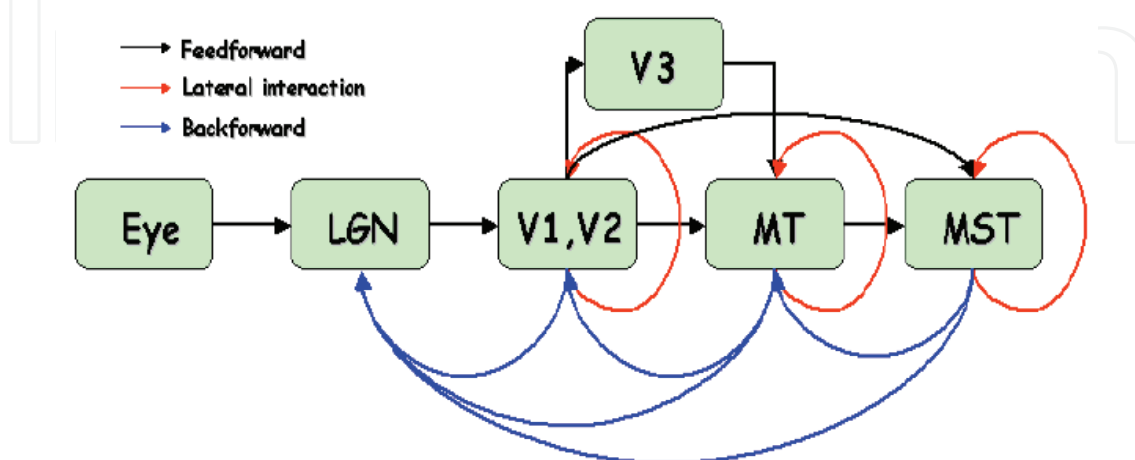 Feedforward
Lateral interaction
Backforward
V3
Eye
LGN
V1,V2
MT
MST